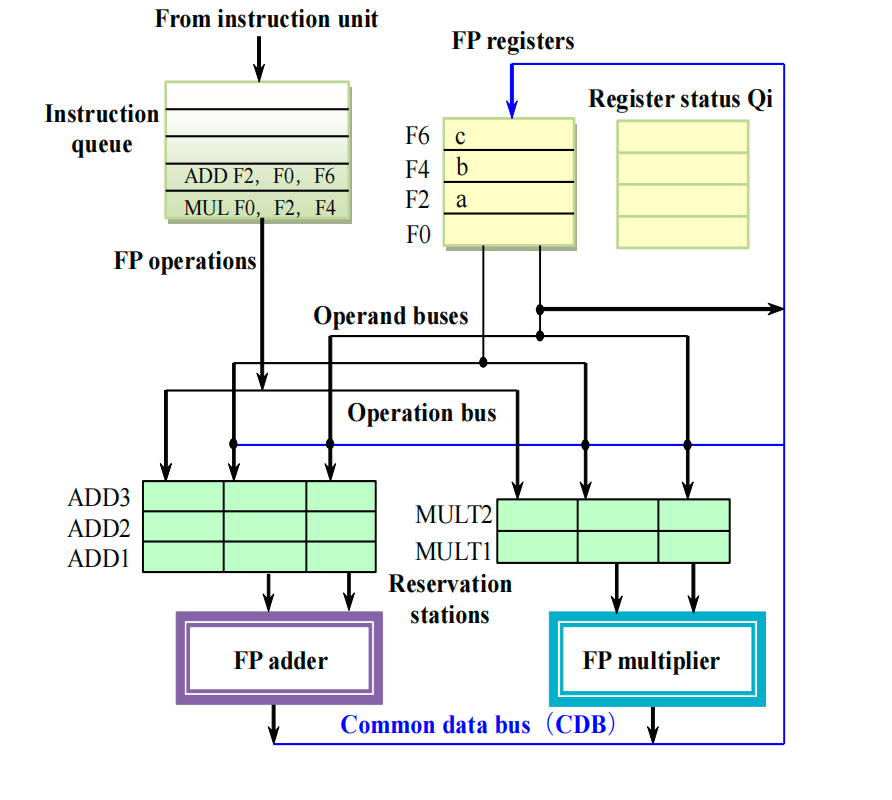 From instruction unit
FP registers
Instruction
queue
Register status Qi
ADD F2, F0, F6
MUL F0, F2, F4
F6 c
F4 b
F2 a
F0
FP operations
Operand buses
Operation bus
ADD3
ADD2
ADD1
MULT2
MULT1
Reservation
stations
FP adder
FP multiplier
Common data bus（CDB）